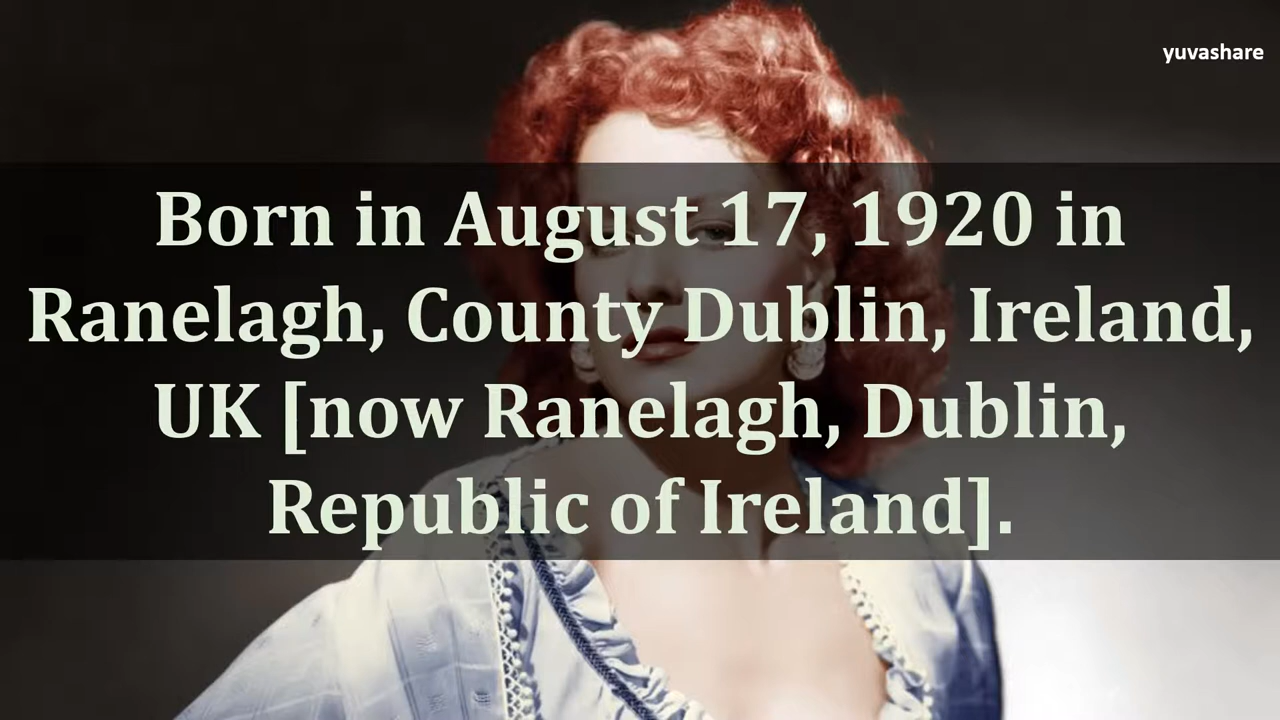 yuvashare
Born in August 17, 1920 in
Ranelagh, County Dublin, Ireland,
UK [now Ranelagh, Dublin,
Republic of Ireland].